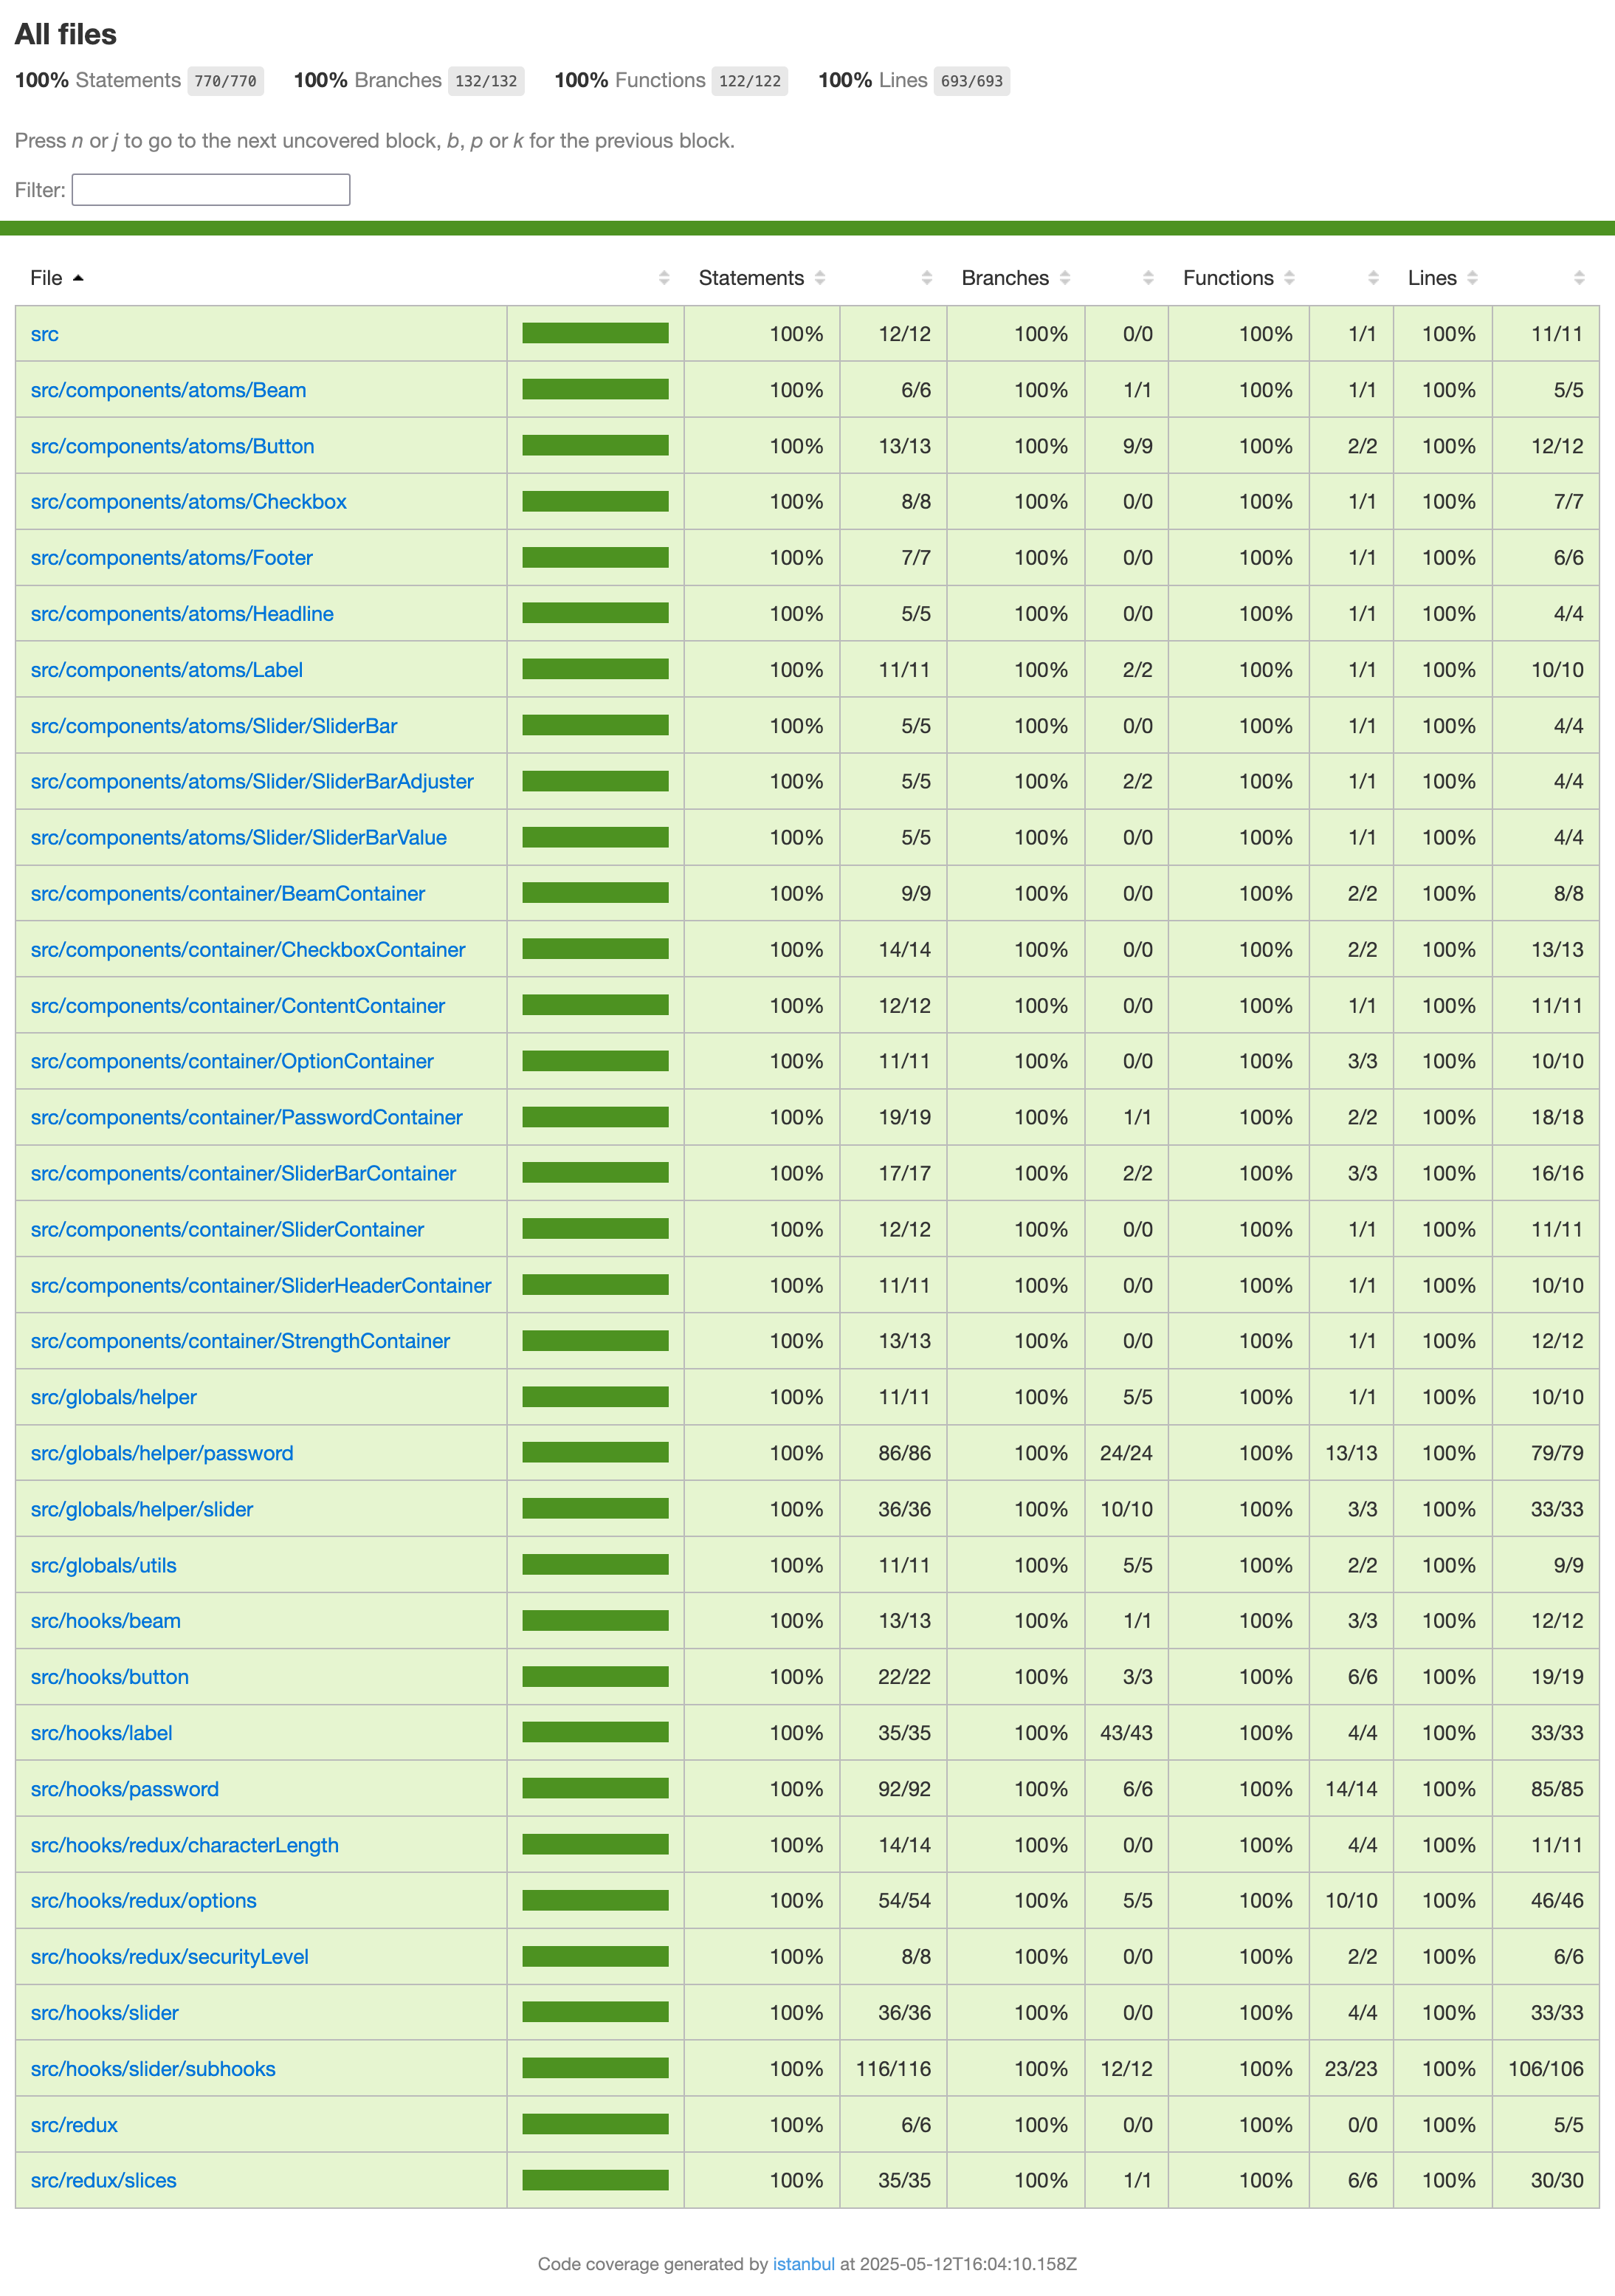 All files
100% Statements 770/770 100% Branches 132/132 100% Functions 122/122 100% Lines 693/693
Press n or j to go to the next uncovered block, b, p or k for the previous block.
Filter:
File Statements Branches Functions Lines
src 100% 12/12 100% 0/0 100% 1/1 100% 11/11
src/components/atoms/Beam 100% 6/6 100% 1/1 100% 1/1 100% 5/5
src/components/atoms/Button 100% 13/13 100% 9/9 100% 2/2 100% 12/12
src/components/atoms/Checkbox 100% 8/8 100% 0/0 100% 1/1 100% 7/7
src/components/atoms/Footer 100% 7/7 100% 0/0 100% 1/1 100% 6/6
src/components/atoms/Headline 100% 5/5 100% 0/0 100% 1/1 100% 4/4
src/components/atoms/Label 100% 11/11 100% 2/2 100% 1/1 100% 10/10
src/components/atoms/Slider/SliderBar 100% 5/5 100% 0/0 100% 1/1 100% 4/4
src/components/atoms/Slider/SliderBarAdjuster 100% 5/5 100% 2/2 100% 1/1 100% 4/4
src/components/atoms/Slider/SliderBarValue 100% 5/5 100% 0/0 100% 1/1 100% 4/4
src/components/container/BeamContainer 100% 9/9 100% 0/0 100% 2/2 100% 8/8
src/components/container/CheckboxContainer 100% 14/14 100% 0/0 100% 2/2 100% 13/13
src/components/container/ContentContainer 100% 12/12 100% 0/0 100% 1/1 100% 11/11
src/components/container/OptionContainer 100% 11/11 100% 0/0 100% 3/3 100% 10/10
src/components/container/PasswordContainer 100% 19/19 100% 1/1 100% 2/2 100% 18/18
src/components/container/SliderBarContainer 100% 17/17 100% 2/2 100% 3/3 100% 16/16
src/components/container/SliderContainer 100% 12/12 100% 0/0 100% 1/1 100% 11/11
src/components/container/SliderHeaderContainer 100% 11/11 100% 0/0 100% 1/1 100% 10/10
src/components/container/StrengthContainer 100% 13/13 100% 0/0 100% 1/1 100% 12/12
src/globals/helper 100% 11/11 100% 5/5 100% 1/1 100% 10/10
src/globals/helper/password 100% 86/86 100% 24/24 100% 13/13 100% 79/79
src/globals/helper/slider 100% 36/36 100% 10/10 100% 3/3 100% 33/33
src/globals/utils 100% 11/11 100% 5/5 100% 2/2 100% 9/9
src/hooks/beam 100% 13/13 100% 1/1 100% 3/3 100% 12/12
src/hooks/button 100% 22/22 100% 3/3 100% 6/6 100% 19/19
src/hooks/label 100% 35/35 100% 43/43 100% 4/4 100% 33/33
src/hooks/password 100% 92/92 100% 6/6 100% 14/14 100% 85/85
src/hooks/redux/characterLength 100% 14/14 100% 0/0 100% 4/4 100% 11/11
src/hooks/redux/options 100% 54/54 100% 5/5 100% 10/10 100% 46/46
src/hooks/redux/securityLevel 100% 8/8 100% 0/0 100% 2/2 100% 6/6
src/hooks/slider 100% 36/36 100% 0/0 100% 4/4 100% 33/33
src/hooks/slider/subhooks 100% 116/116 100% 12/12 100% 23/23 100% 106/106
src/redux 100% 6/6 100% 0/0 100% 0/0 100% 5/5
src/redux/slices 100% 35/35 100% 1/1 100% 6/6 100% 30/30
Code coverage generated by istanbul at 2025-05-12T16:04:10.158Z